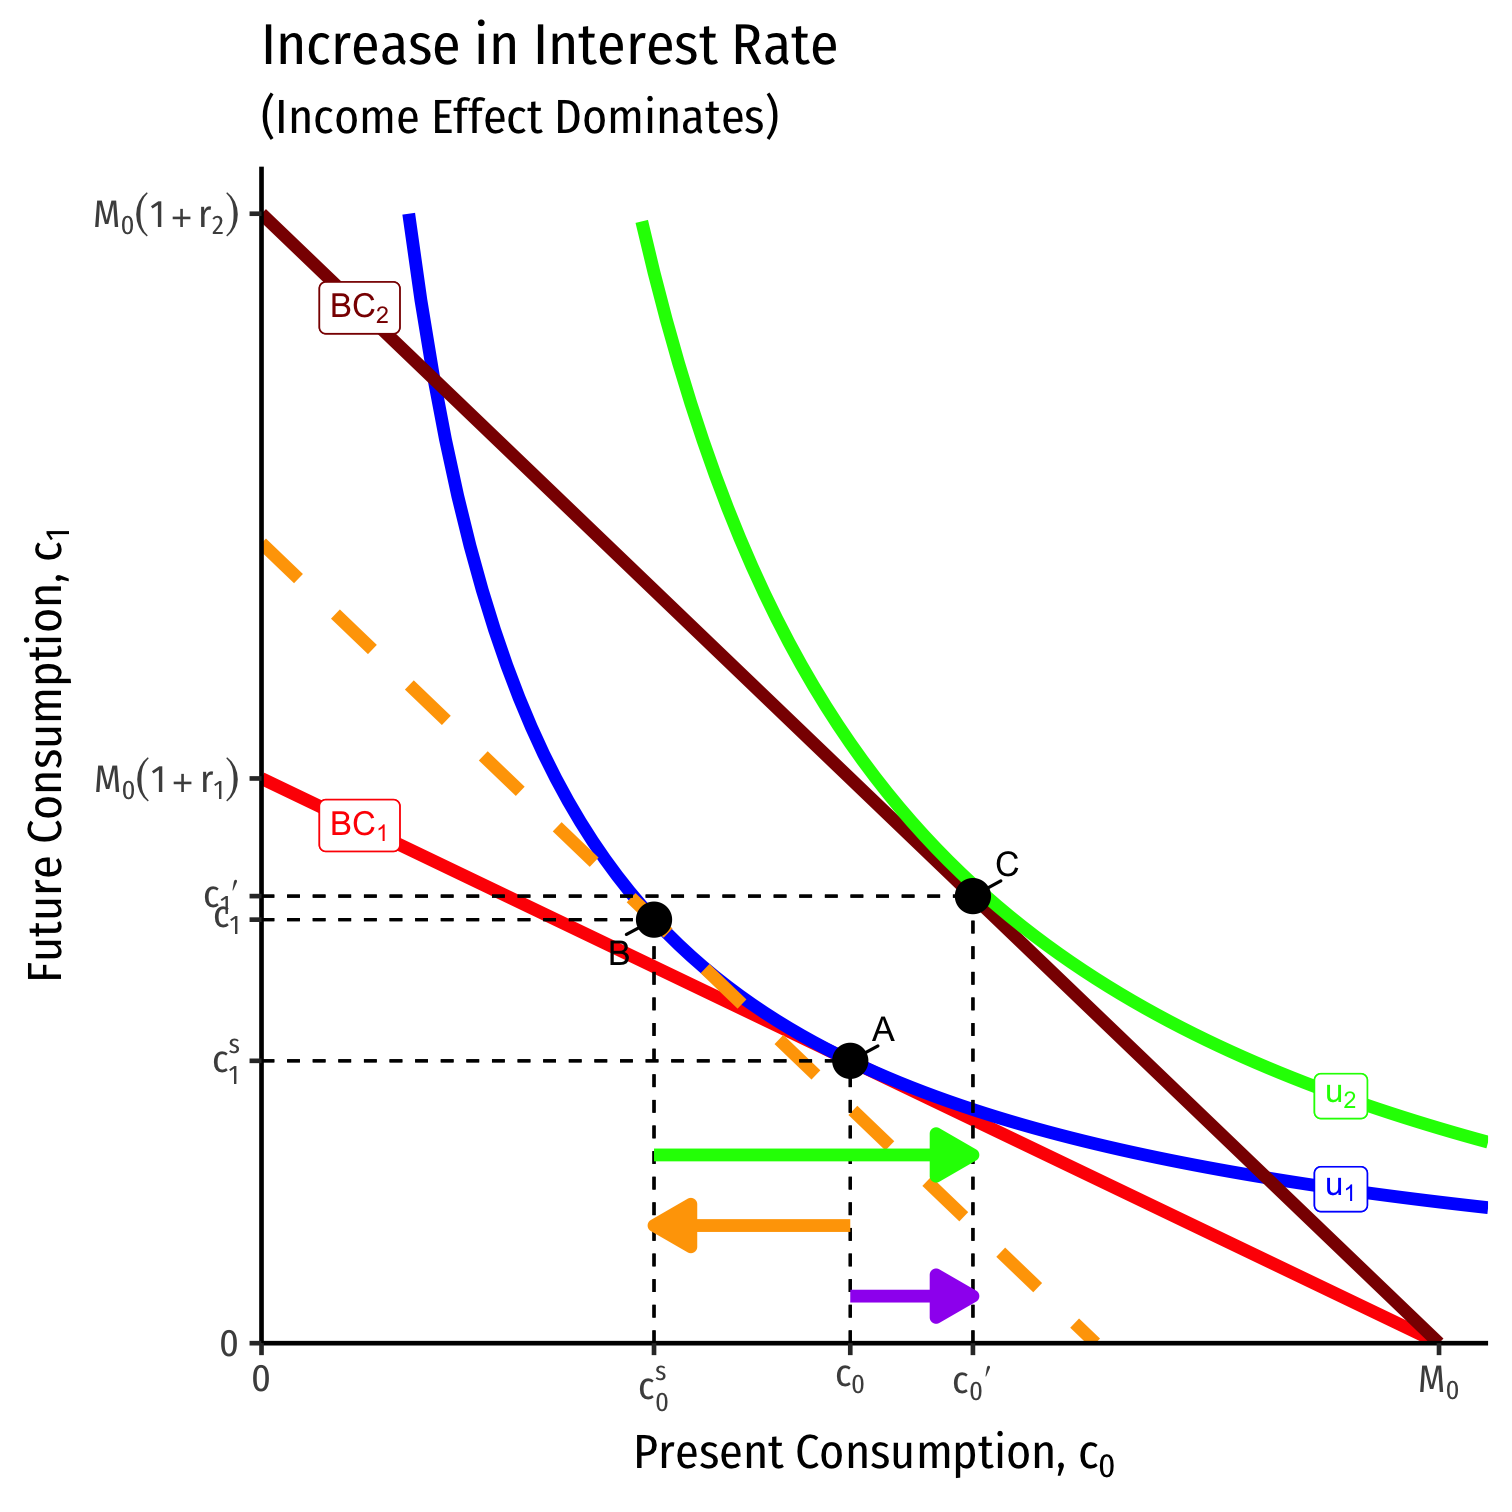 Increase in Interest Rate
(Income Effect Dominates)
M₀(1 + r₂)
BC₂
M₀(1 + r₁)
BC₁
c₁′
c₁
c₁ˢ
C
B
A
u₂
u₁
0
0
c₀ˢ
c₀
c₀′
M₀
Future Consumption, c₁
Present Consumption, c₀